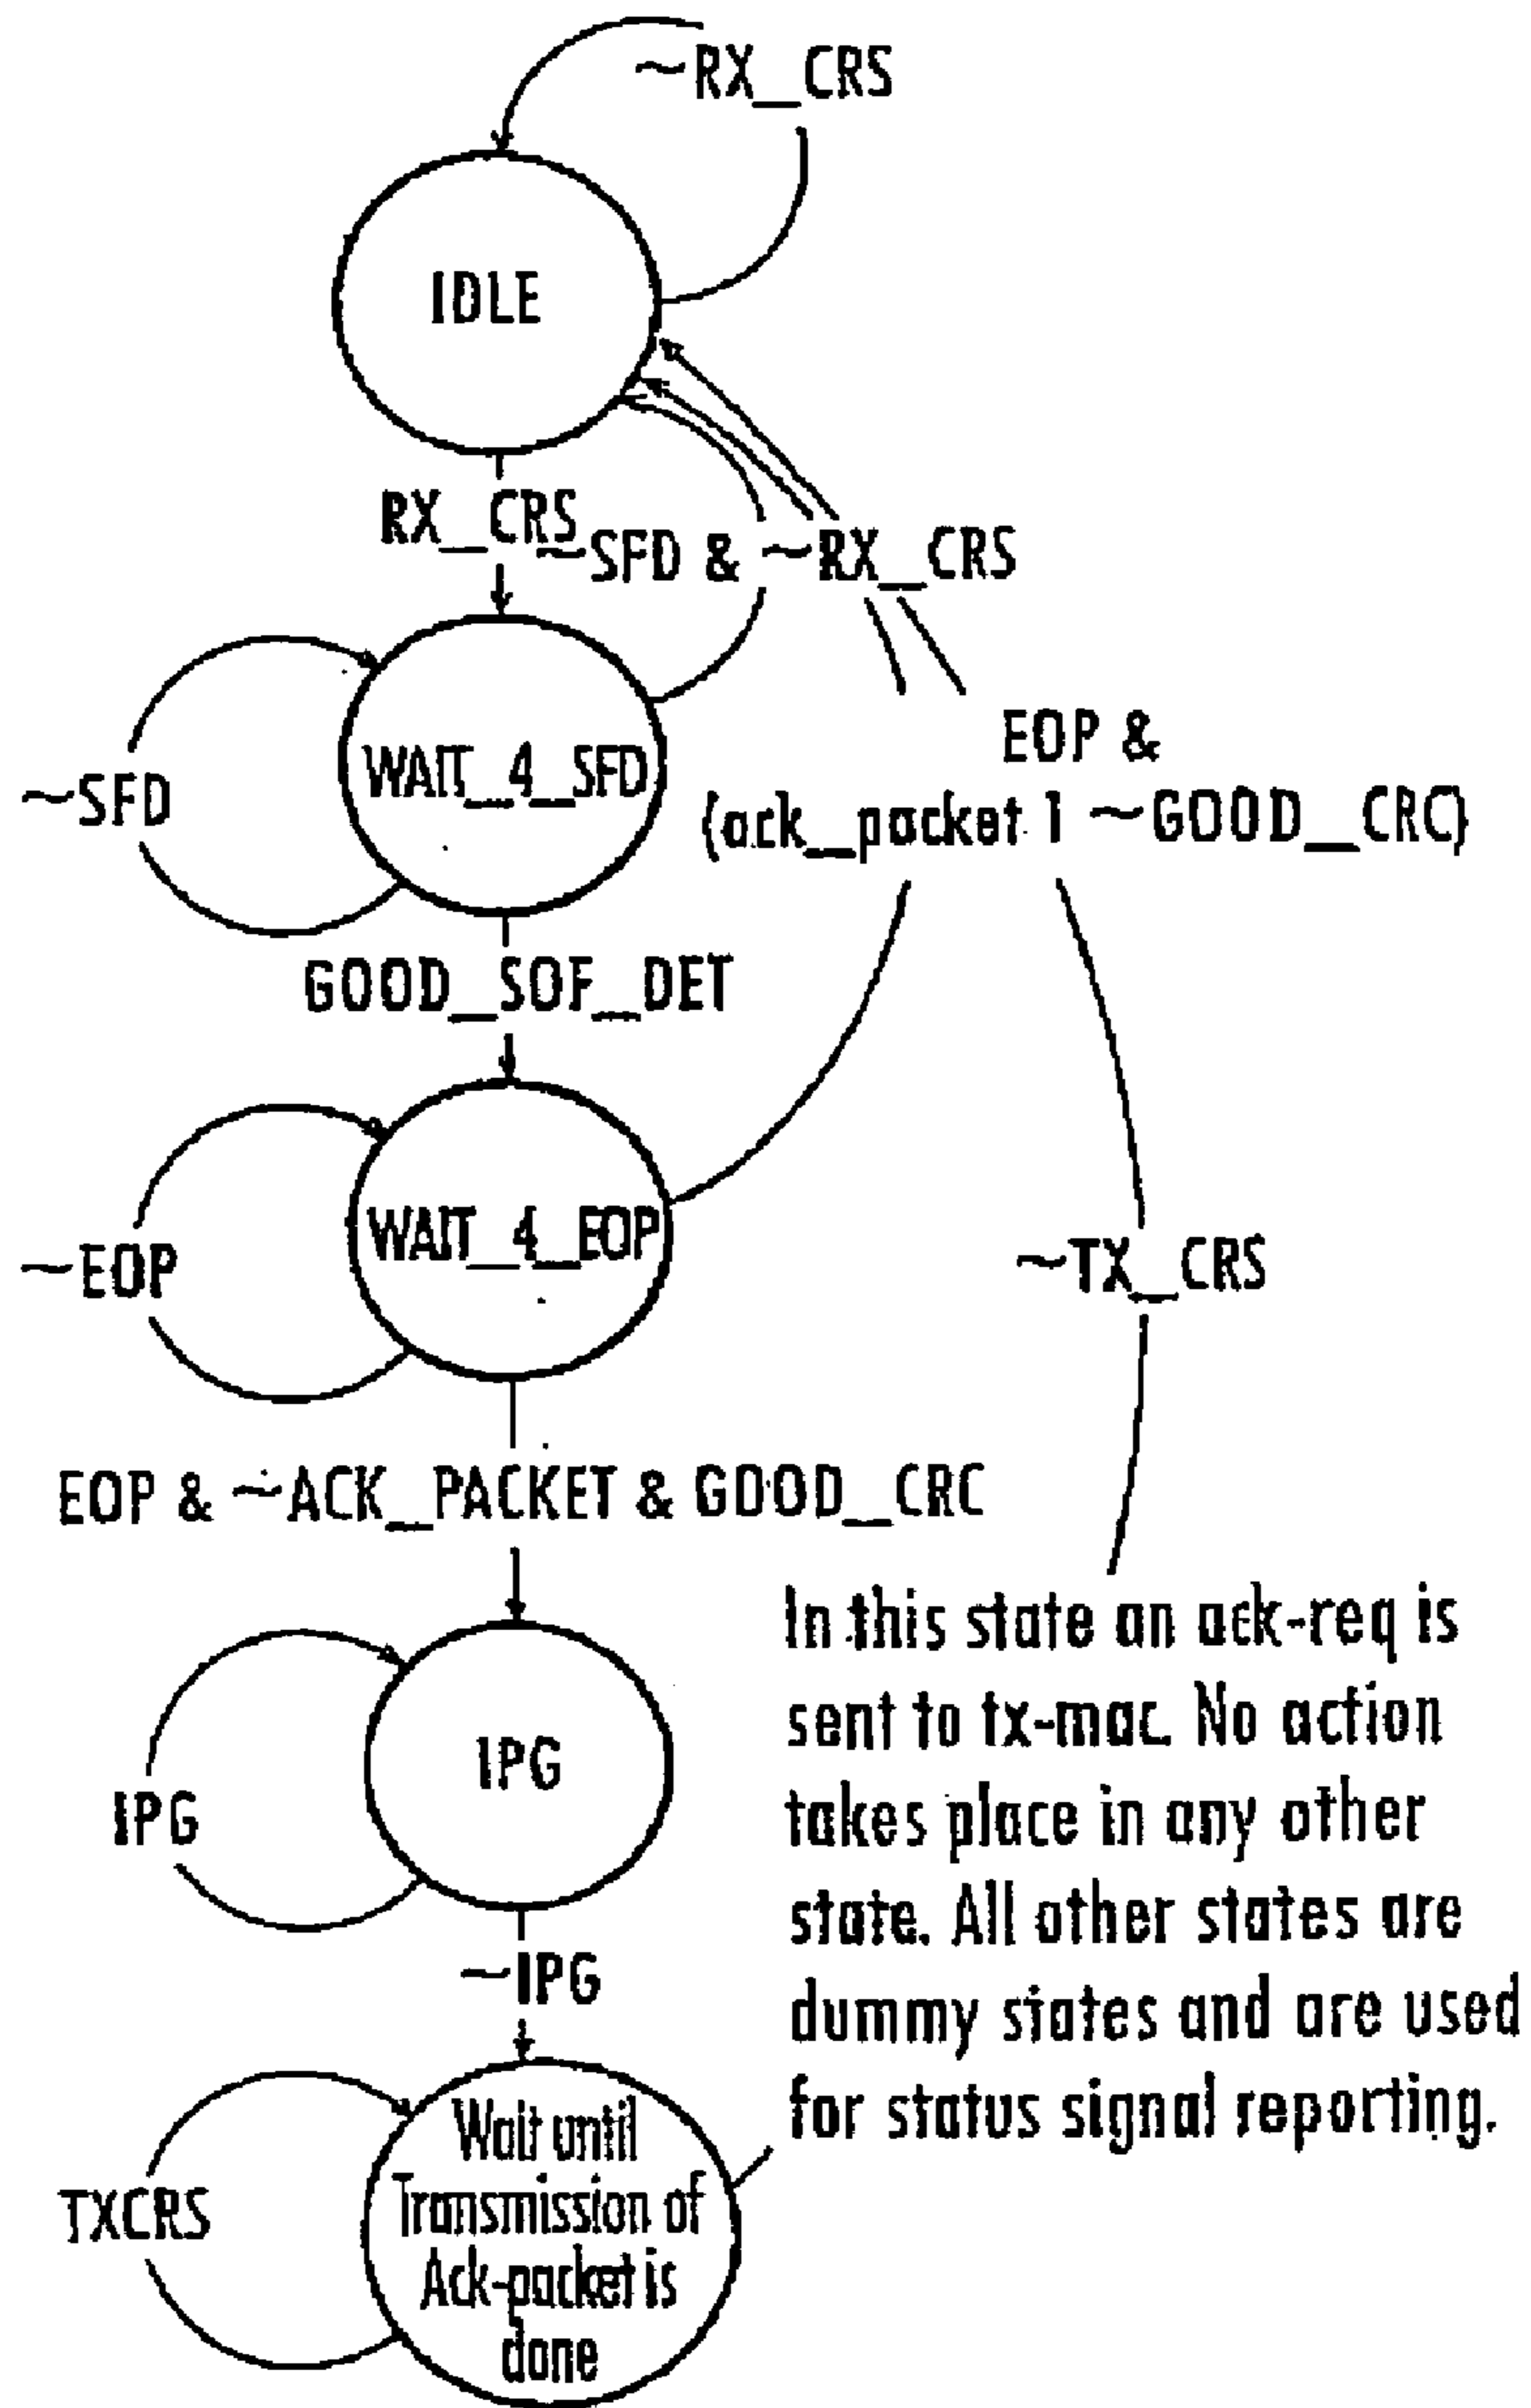 ~RX_CRS
IDLE
RX_CRS
~SFD & ~RX_CRS
WAIT_4_SFD
~SFD
EOP &
(ack_packet 1 ~GOOD_CRC)
GOOD_SOF_DET
WAIT_4_EOP
~EOP
~TX_CRS
EOP & ~ACK_PACKET & GOOD_CRC
In this state an ack-req is
sent to tx-mac. No action
takes place in any other
state. All other states are
dummy states and are used
for status signal reporting.
IPG
IPG
~IPG
Wait until
Transmission of
Ack-packet is
done
TXCRS